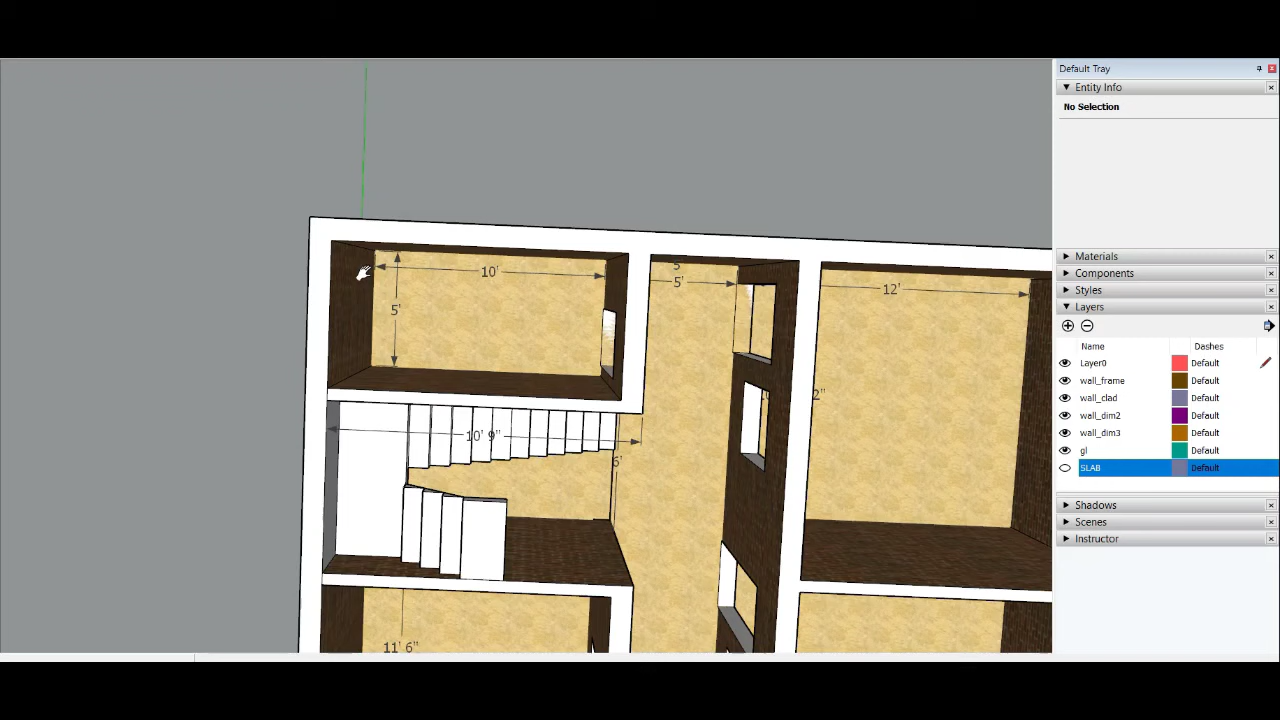 Default Tray
Entity Info
No Selection
Materials
Components
Styles
Layers
Name Dashes
Layer0 Default
wall_frame Default
wall_clad Default
wall_dim2 Default
wall_dim3 Default
gl Default
SLAB Default
Shadows
Scenes
Instructor
10'
5'
5'
5'
12'
2"
10' 9"
6'
11' 6"